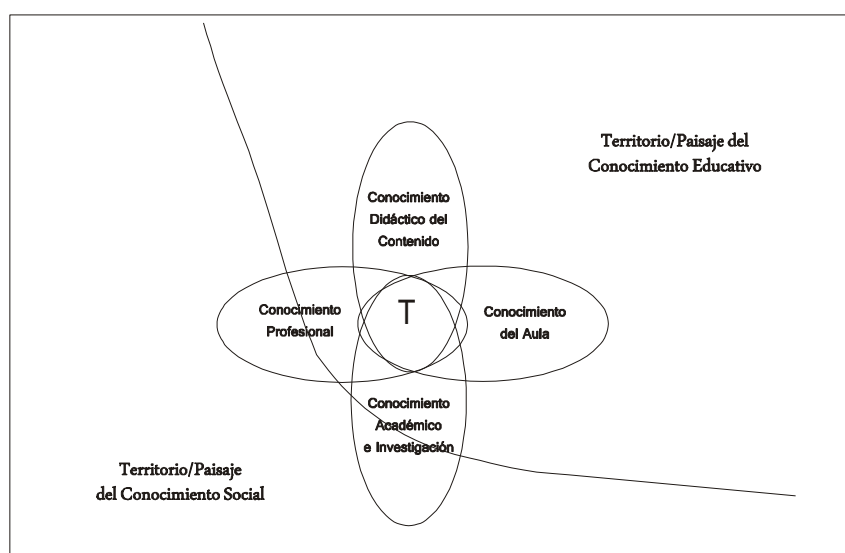 Territorio/Paisaje del
Conocimiento Educativo
Conocimiento
Didáctico del
Contenido
Conocimiento
Profesional
T
Conocimiento
del Aula
Conocimiento
Académico
e Investigación
Territorio/Paisaje
del Conocimiento Social